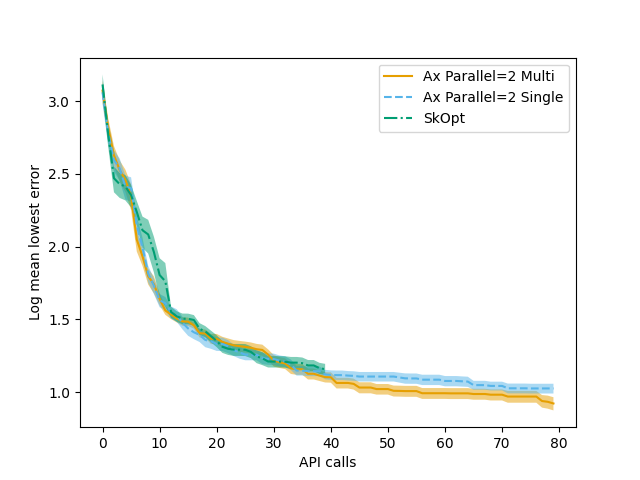 Ax Parallel=2 Multi
Ax Parallel=2 Single
SkOpt
3.0
2.5
2.0
1.5
1.0
Log mean lowest error
0 10 20 30 40 50 60 70 80
API calls